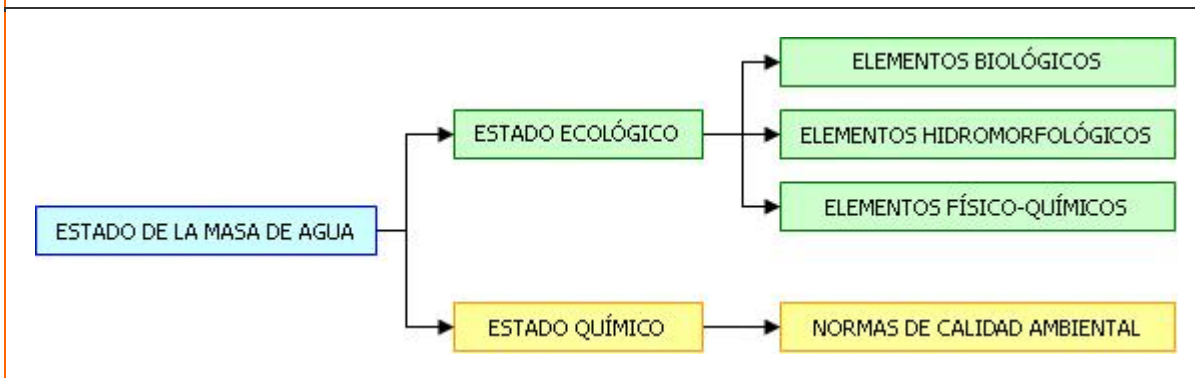 ESTADO DE LA MASA DE AGUA
ESTADO ECOLÓGICO
ELEMENTOS BIOLÓGICOS
ELEMENTOS HIDROMORFOLÓGICOS
ELEMENTOS FÍSICO-QUÍMICOS
ESTADO QUÍMICO
NORMAS DE CALIDAD AMBIENTAL